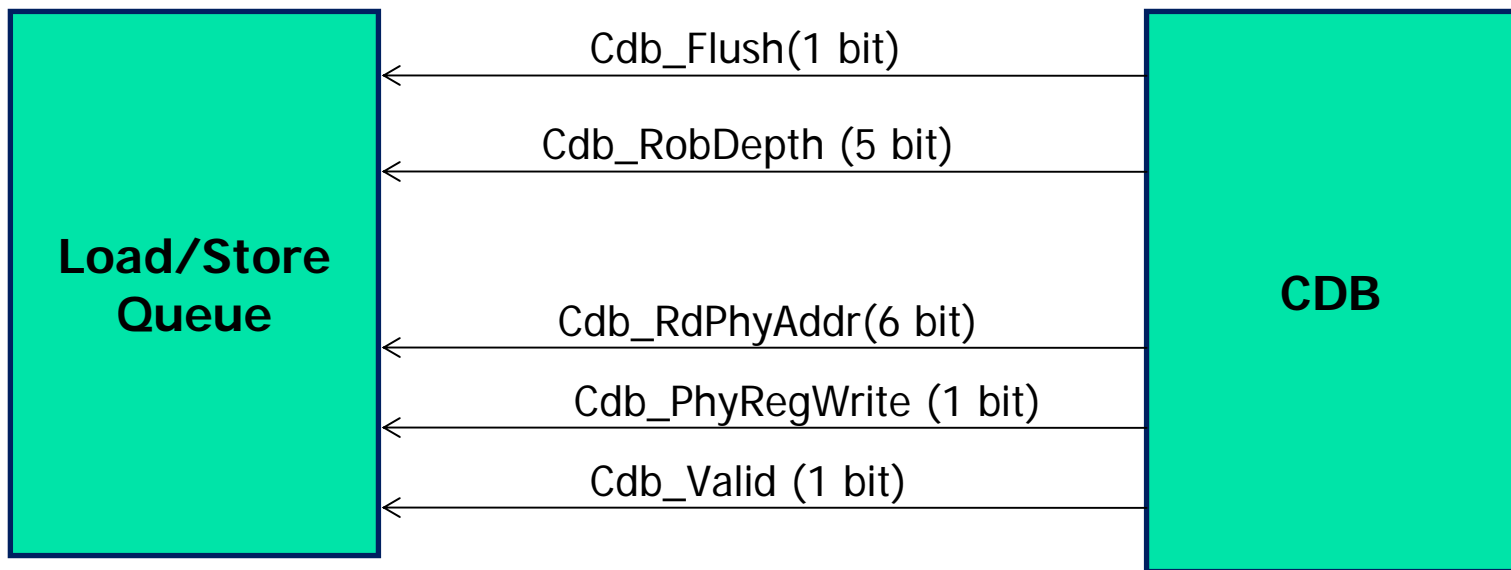 Cdb_Flush(1 bit)
Cdb_RobDepth (5 bit)
Load/Store
Queue
CDB
Cdb_RdPhyAddr(6 bit)
Cdb_PhyRegWrite (1 bit)
Cdb_Valid (1 bit)